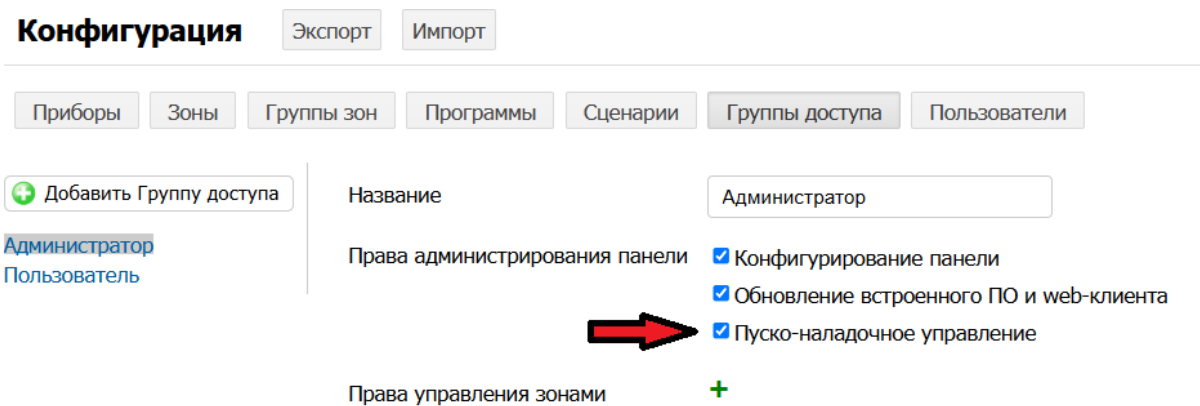 Конфигурация Экспорт Импорт
Приборы Зоны Группы зон Программы Сценарии Группы доступа Пользователи
Добавить Группу доступа
Администратор
Пользователь
Название Администратор
Права администрирования панели Конфигурирование панели
Обновление встроенного ПО и web-клиента
Пуско-наладочное управление
Права управления зонами